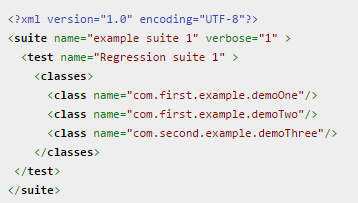 <?xml version="1.0" encoding="UTF-8"?>
<suite name="example suite 1" verbose="1" >
<test name="Regression suite 1" >
<classes>
<class name="com.first.example.demoOne"/>
<class name="com.first.example.demoTwo"/>
<class name="com.second.example.demoThree"/>
</classes>
</test>
</suite>